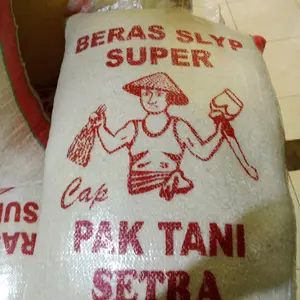 BERAS SLYP
SUPER
Cap
PAK TANI
SETRA